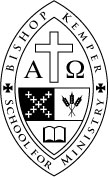 BISHOP KEMPER
SCHOOL FOR MINISTRY
Α Ω